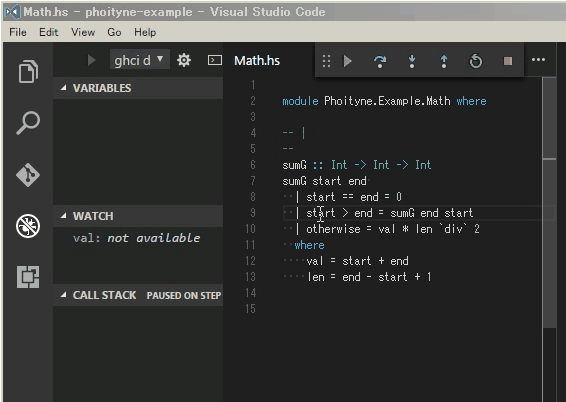 Math.hs - phoityne-example - Visual Studio Code
File Edit View Go Help
ghci d
VARIABLES
WATCH
val: not available
CALL STACK PAUSED ON STEP
Math.hs
1
2 module Phoityne.Example.Math where
3
4 -- |
5 --
6 sumG :: Int -> Int -> Int
7 sumG start end
8 | start == end = 0
9 | start > end = sumG end start
10 | otherwise = val * len `div` 2
11 where
12 val = start + end
13 len = end - start + 1
14
15